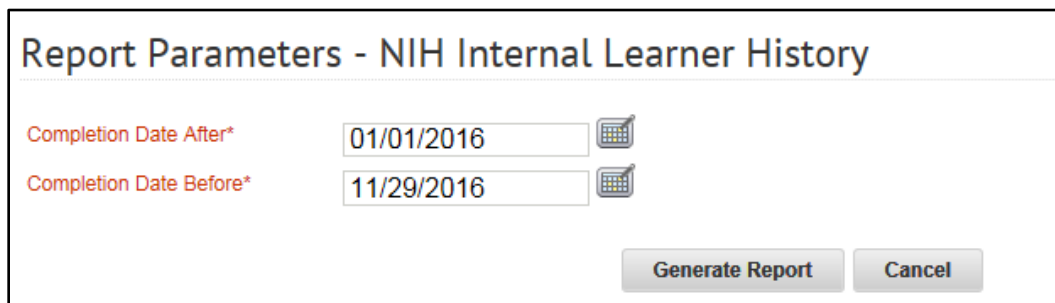 Report Parameters - NIH Internal Learner History
Completion Date After* 01/01/2016
Completion Date Before* 11/29/2016
Generate Report Cancel